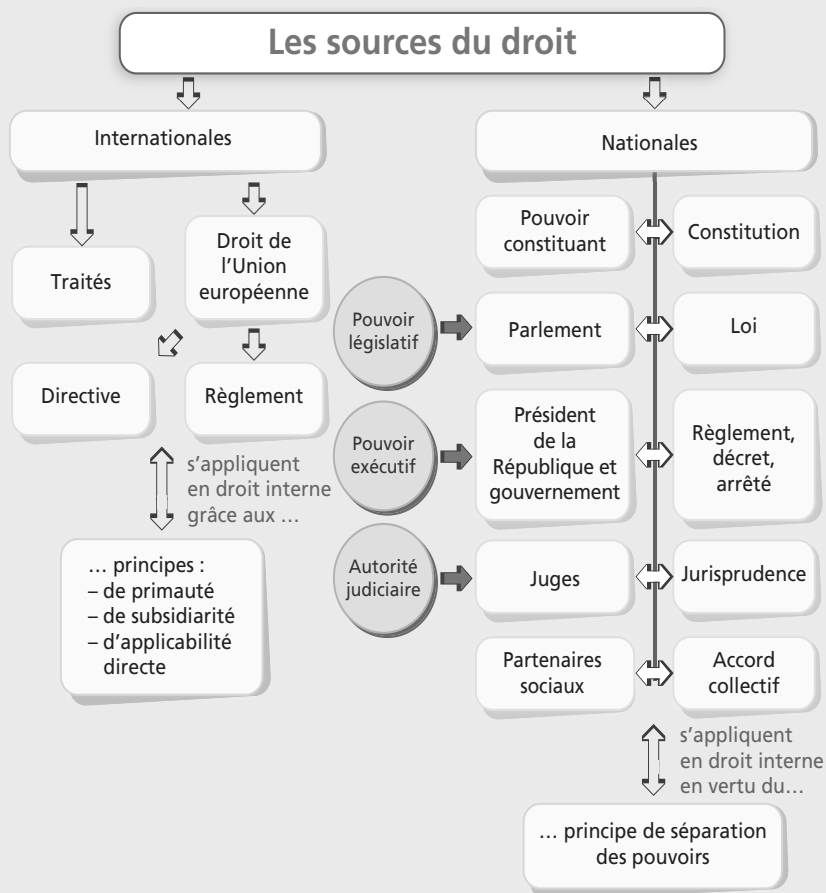 Les sources du droit
Internationales
Traités
Droit de
l'Union
européenne
Directive
Règlement
s'appliquent
en droit interne
grâce aux …
… principes :
– de primauté
– de subsidiarité
– d'applicabilité
directe
Nationales
Pouvoir
constituant
Constitution
Pouvoir
législatif
Parlement
Loi
Pouvoir
exécutif
Président
de la
République et
gouvernement
Règlement,
décret,
arrêté
Autorité
judiciaire
Juges
Jurisprudence
Partenaires
sociaux
Accord
collectif
s'appliquent
en droit interne
en vertu du…
… principe de séparation
des pouvoirs